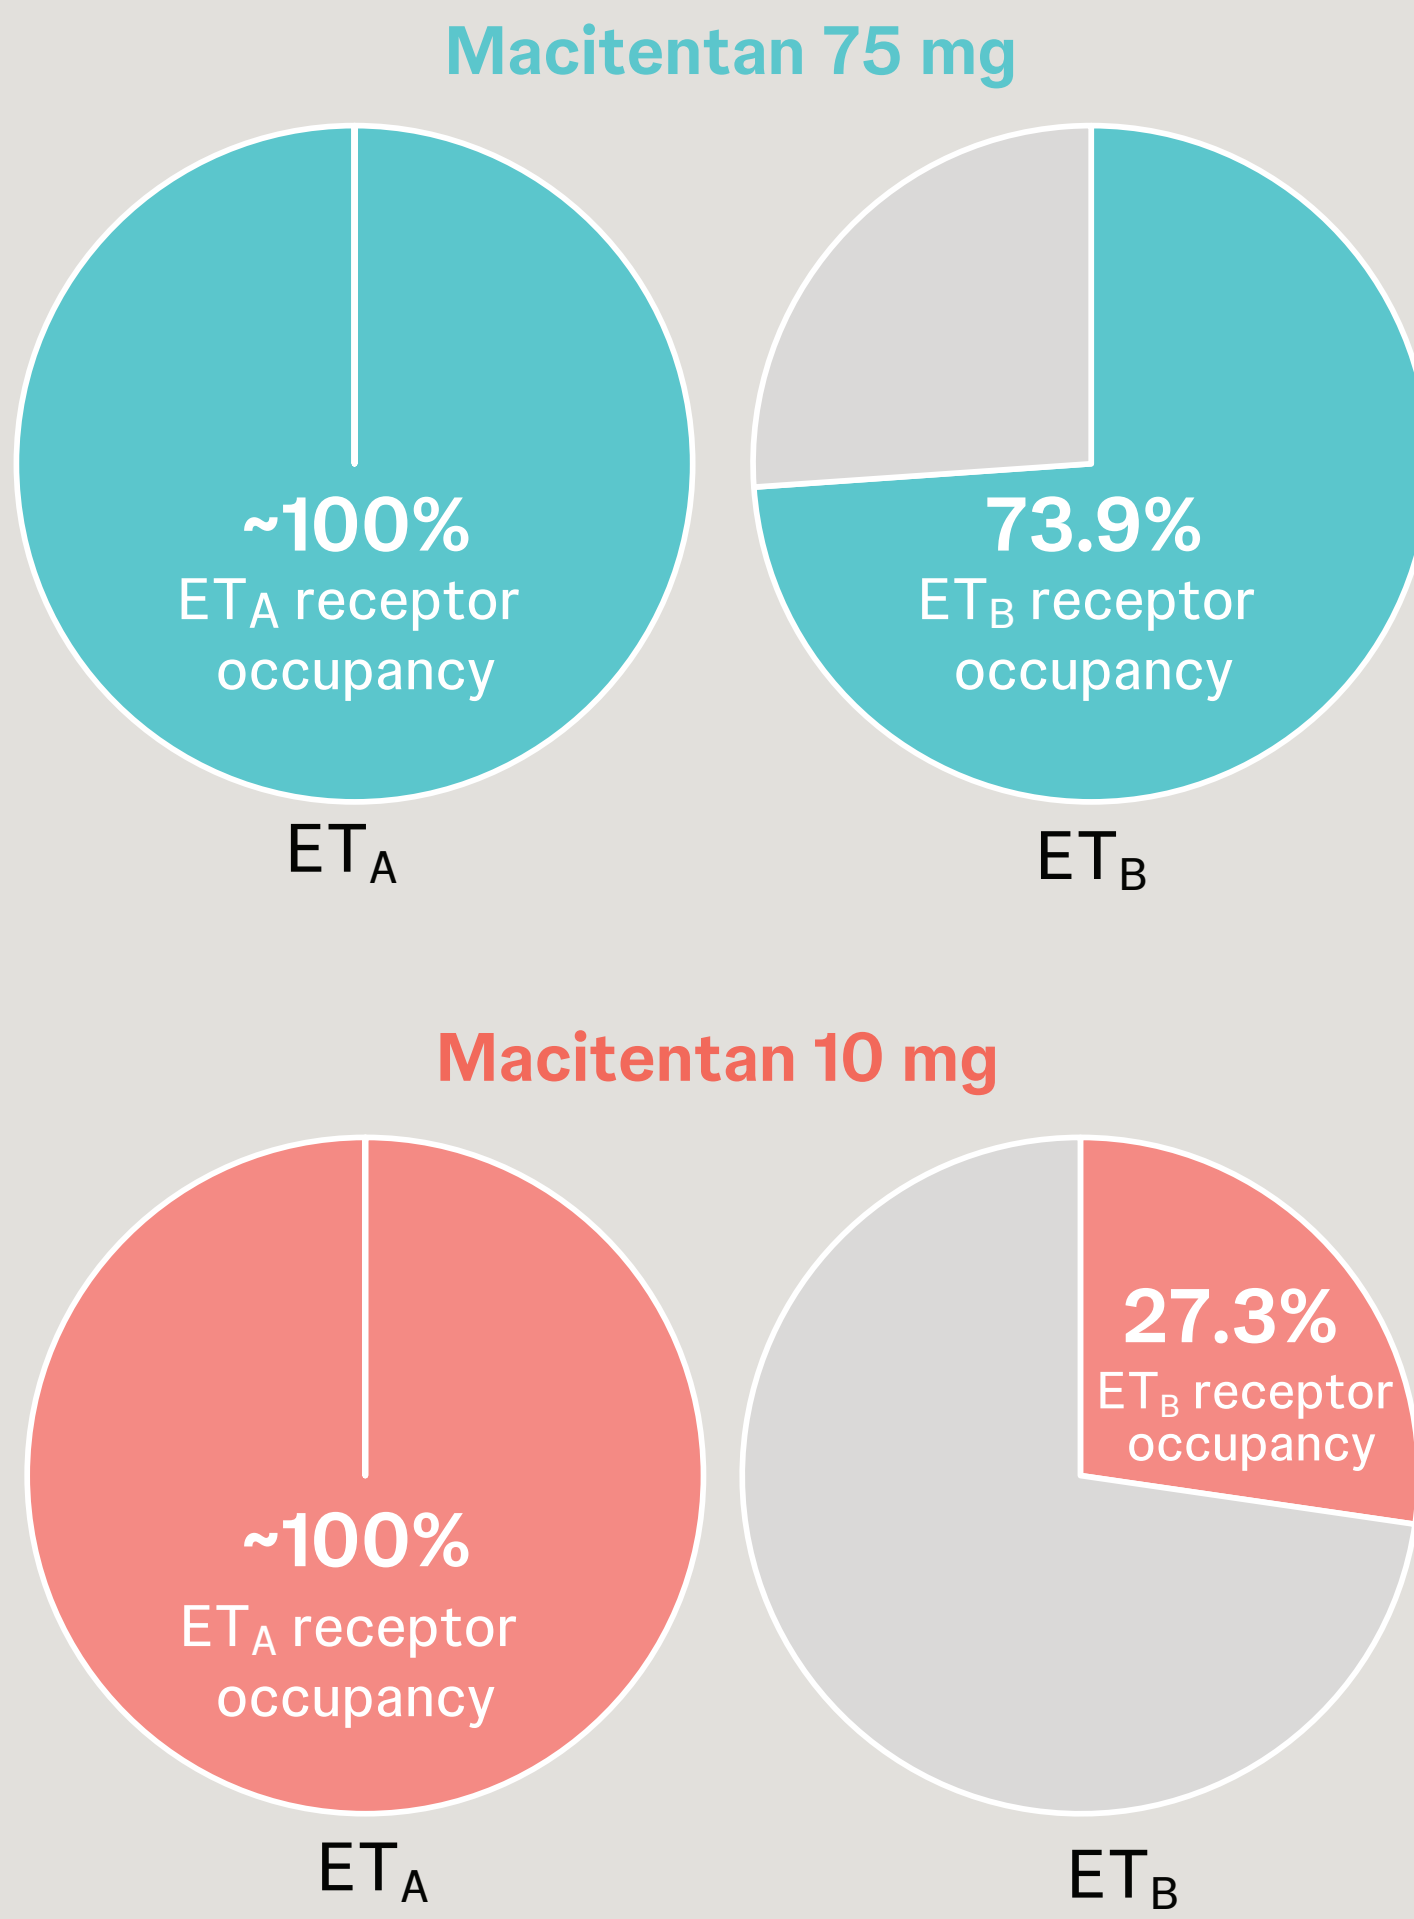 Macitentan 75 mg
~100%
ETA receptor
occupancy
73.9%
ETB receptor
occupancy
ETA
ETB
Macitentan 10 mg
~100%
ETA receptor
occupancy
27.3%
ETB receptor
occupancy
ETA
ETB